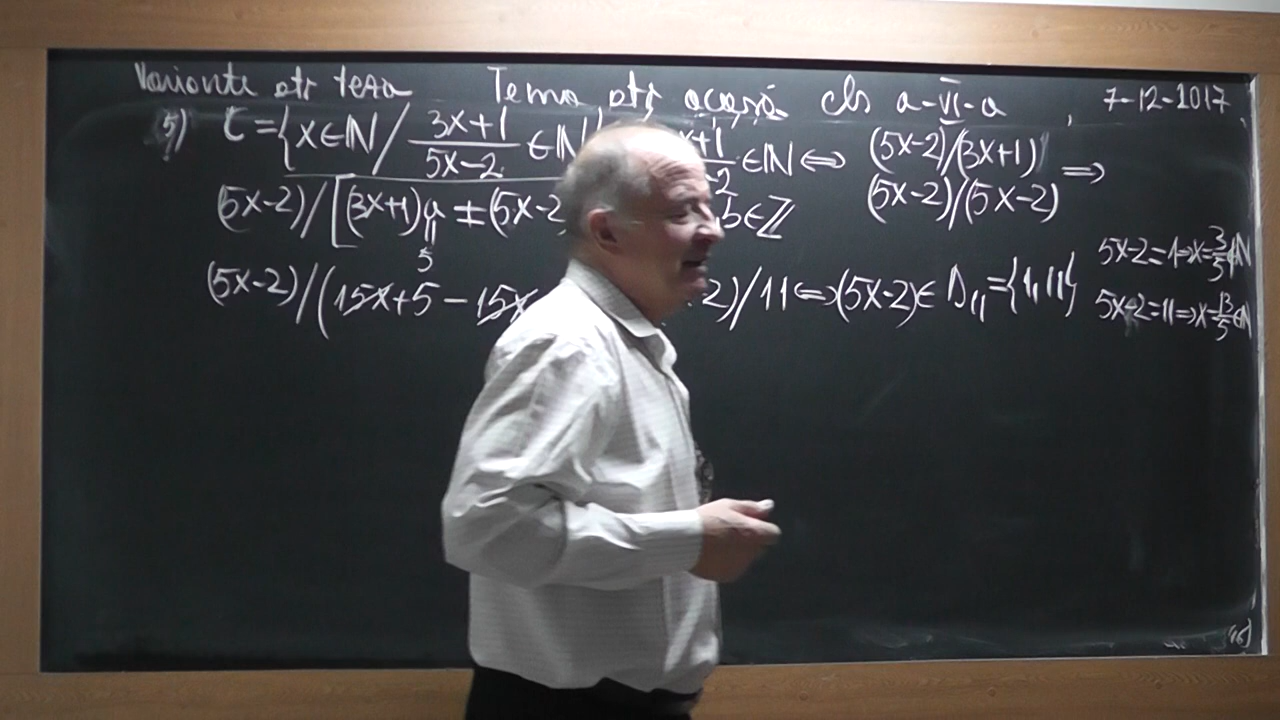 Variante ptr teza Tema ptr acasă cls a-VI-a, 7-12-2017
5) C={x∈ℕ / (3x+1)/(5x-2) ∈ℕ x+1 -2 ∈ℕ ⇔ (5x-2)/(3x+1)
(5x-2)/(5x-2) ⇒
(5x-2)/[(3x+1)a ± (5x-2 b∈ℤ
5
5x-2=1⇒x=3/5∉ℕ
(5x-2)/(15x+5-15x 2)/11⇔(5x-2)∈ D₁₁={1,11}
5x-2=11⇒x=13/5∉ℕ